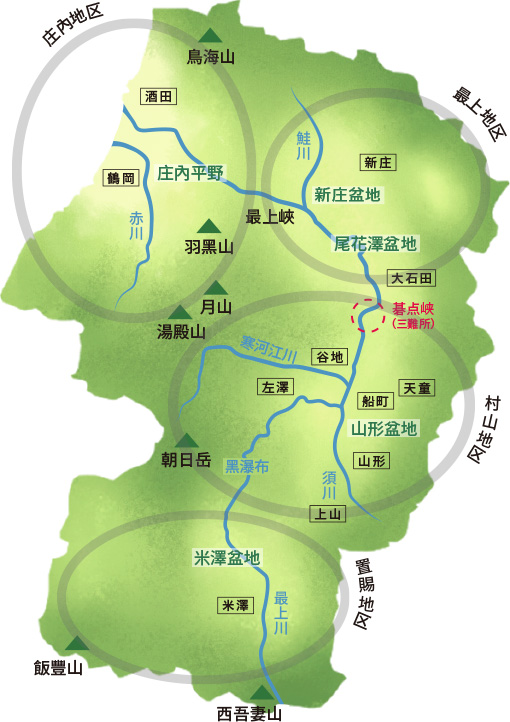 庄內地区
鳥海山
酒田
最上地区
鮭川
新庄
鶴岡
庄內平野
新庄盆地
赤川
最上峽
羽黑山
尾花澤盆地
大石田
月山
碁点峽
(三難所)
湯殿山
寒河江川
谷地
左澤
天童
船町
村山地区
山形盆地
朝日岳
黑瀑布
山形
須川
上山
米澤盆地
置賜地区
米澤
最上川
飯豐山
西吾妻山